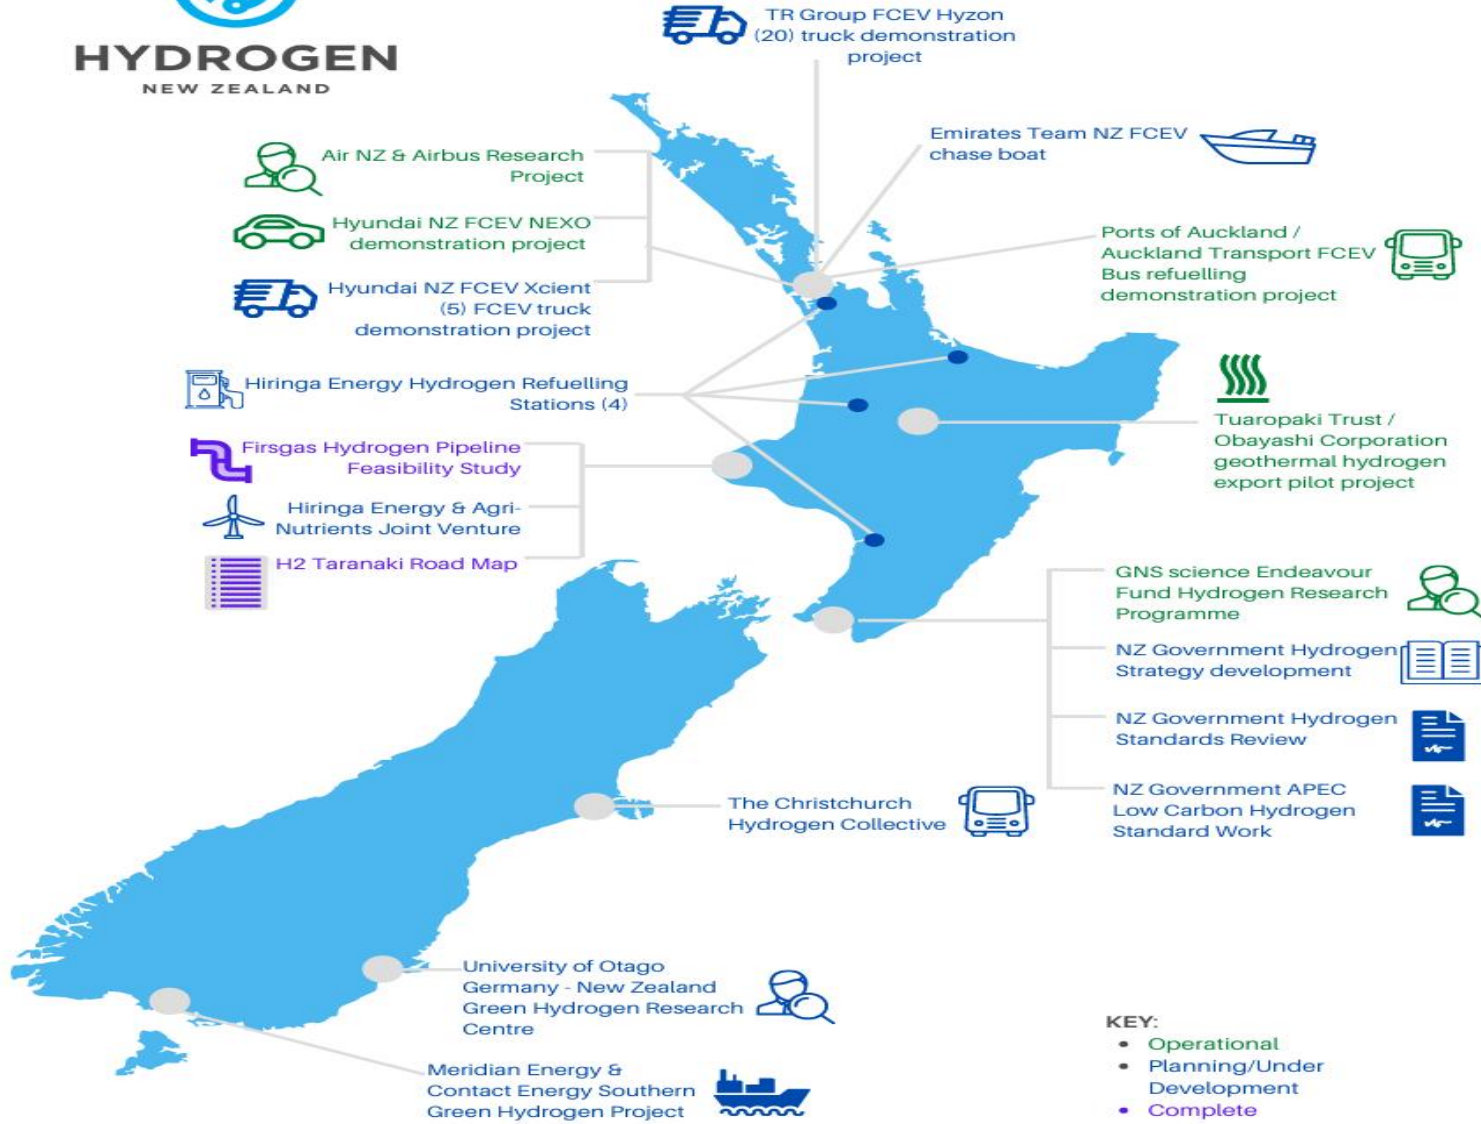 HYDROGEN
NEW ZEALAND
TR Group FCEV Hyzon
(20) truck demonstration
project
Emirates Team NZ FCEV
chase boat
Air NZ & Airbus Research
Project
Hyundai NZ FCEV NEXO
demonstration project
Hyundai NZ FCEV Xcient
(5) FCEV truck
demonstration project
Ports of Auckland /
Auckland Transport FCEV
Bus refuelling
demonstration project
Hiringa Energy Hydrogen Refuelling
Stations (4)
Tuaropaki Trust /
Obayashi Corporation
geothermal hydrogen
export pilot project
Firsgas Hydrogen Pipeline
Feasibility Study
Hiringa Energy & Agri-
Nutrients Joint Venture
H2 Taranaki Road Map
GNS science Endeavour
Fund Hydrogen Research
Programme
NZ Government Hydrogen
Strategy development
NZ Government Hydrogen
Standards Review
NZ Government APEC
Low Carbon Hydrogen
Standard Work
The Christchurch
Hydrogen Collective
University of Otago
Germany - New Zealand
Green Hydrogen Research
Centre
Meridian Energy &
Contact Energy Southern
Green Hydrogen Project
KEY:
• Operational
• Planning/Under
Development
• Complete